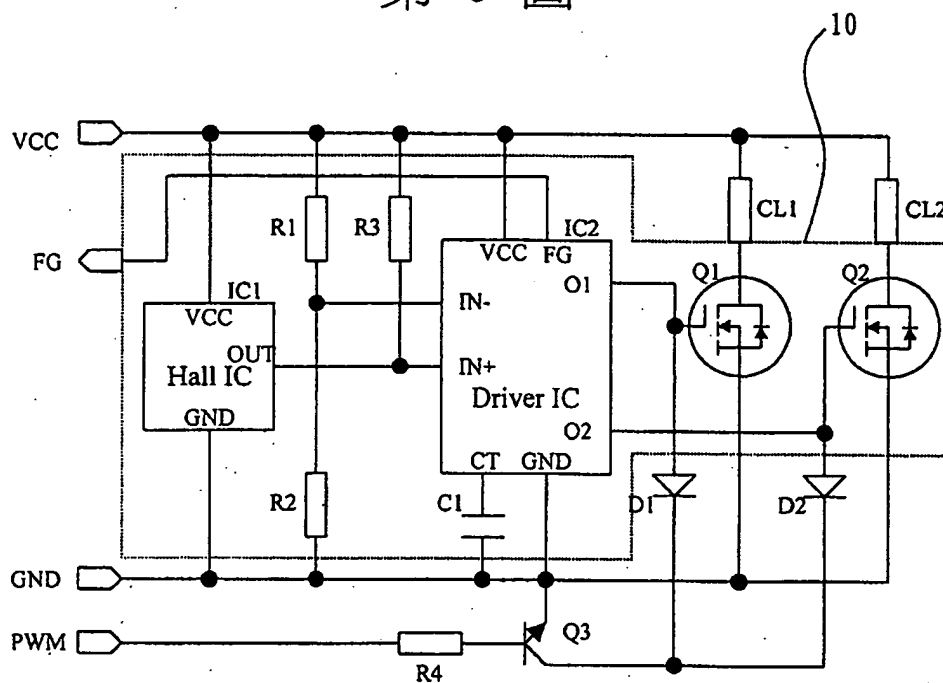 10
VCC
CL1
CL2
R1
R3
IC2
VCC
FG
FG
O1
Q1
Q2
IC1
VCC
IN-
OUT
Hall IC
IN+
Driver IC
GND
O2
CT
GND
R2
C1
D1
D2
GND
PWM
Q3
R4